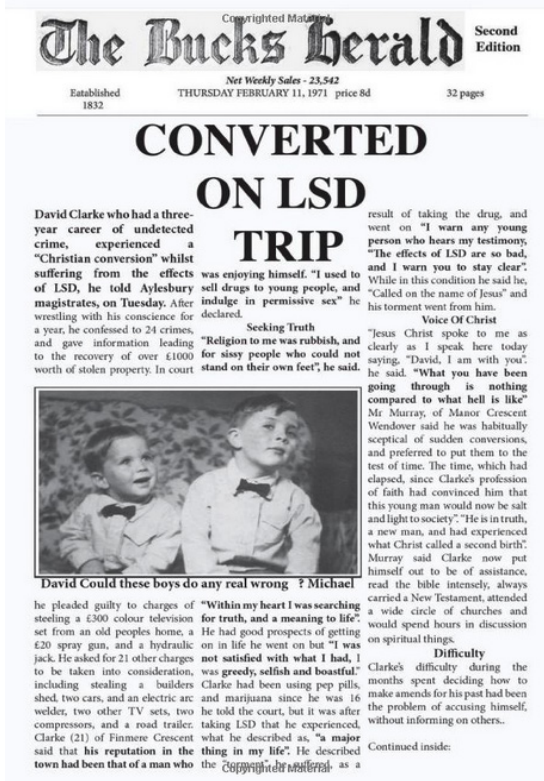 Copyrighted Material
The Bucks Herald
Second
Edition
Net Weekly Sales - 23,542
Eatablished
1832
THURSDAY FEBRUARY 11, 1971 price 8d
32 pages
CONVERTED
ON LSD
TRIP
David Clarke who had a three-
year career of undetected
crime, experienced a
“Christian conversion” whilst
suffering from the effects
of LSD, he told Aylesbury
magistrates, on Tuesday. After
wrestling with his conscience for
a year, he confessed to 24 crimes,
and gave information leading
to the recovery of over £1000
worth of stolen property. In court
was enjoying himself. “I used to
sell drugs to young people, and
indulge in permissive sex” he
declared.
Seeking Truth
“Religion to me was rubbish, and
for sissy people who could not
stand on their own feet”, he said.
David Could these boys do any real wrong ? Michael
he pleaded guilty to charges of
steeling a £300 colour television
set from an old peoples home, a
£20 spray gun, and a hydraulic
jack. He asked for 21 other charges
to be taken into consideration,
including stealing a builders
shed, two cars, and an electric arc
welder, two other TV sets, two
compressors, and a road trailer.
Clarke (21) of Finmere Crescent
said that his reputation in the
town had been that of a man who
“Within my heart I was searching
for truth, and a meaning to life”.
He had good prospects of getting
on in life he went on but “I was
not satisfied with what I had, I
was greedy, selfish and boastful.”
Clarke had been using pep pills,
and marijuana since he was 16
he told the court, but it was after
taking LSD that he experienced,
what he described as, “a major
thing in my life”. He described
the “torment” he suffered, as a
result of taking the drug, and
went on “I warn any young
person who hears my testimony,
“The effects of LSD are so bad,
and I warn you to stay clear”.
While in this condition he said he,
“Called on the name of Jesus” and
his torment went from him.
Voice Of Christ
“Jesus Christ spoke to me as
clearly as I speak here today
saying, “David, I am with you”.
he said. “What you have been
going through is nothing
compared to what hell is like”
Mr Murray, of Manor Crescent
Wendover said he was habitually
sceptical of sudden conversions,
and preferred to put them to the
test of time. The time, which had
elapsed, since Clarke’s profession
of faith had convinced him that
this young man would now be salt
and light to society”. “He is in truth,
a new man, and had experienced
what Christ called a second birth”.
Murray said Clarke now put
himself out to be of assistance,
read the bible intensely, always
carried a New Testament, attended
a wide circle of churches and
would spend hours in discussion
on spiritual things.
Difficulty
Clarke’s difficulty during the
months spent deciding how to
make amends for his past had been
the problem of accusing himself,
without informing on others..
Continued inside:
Copyrighted Material